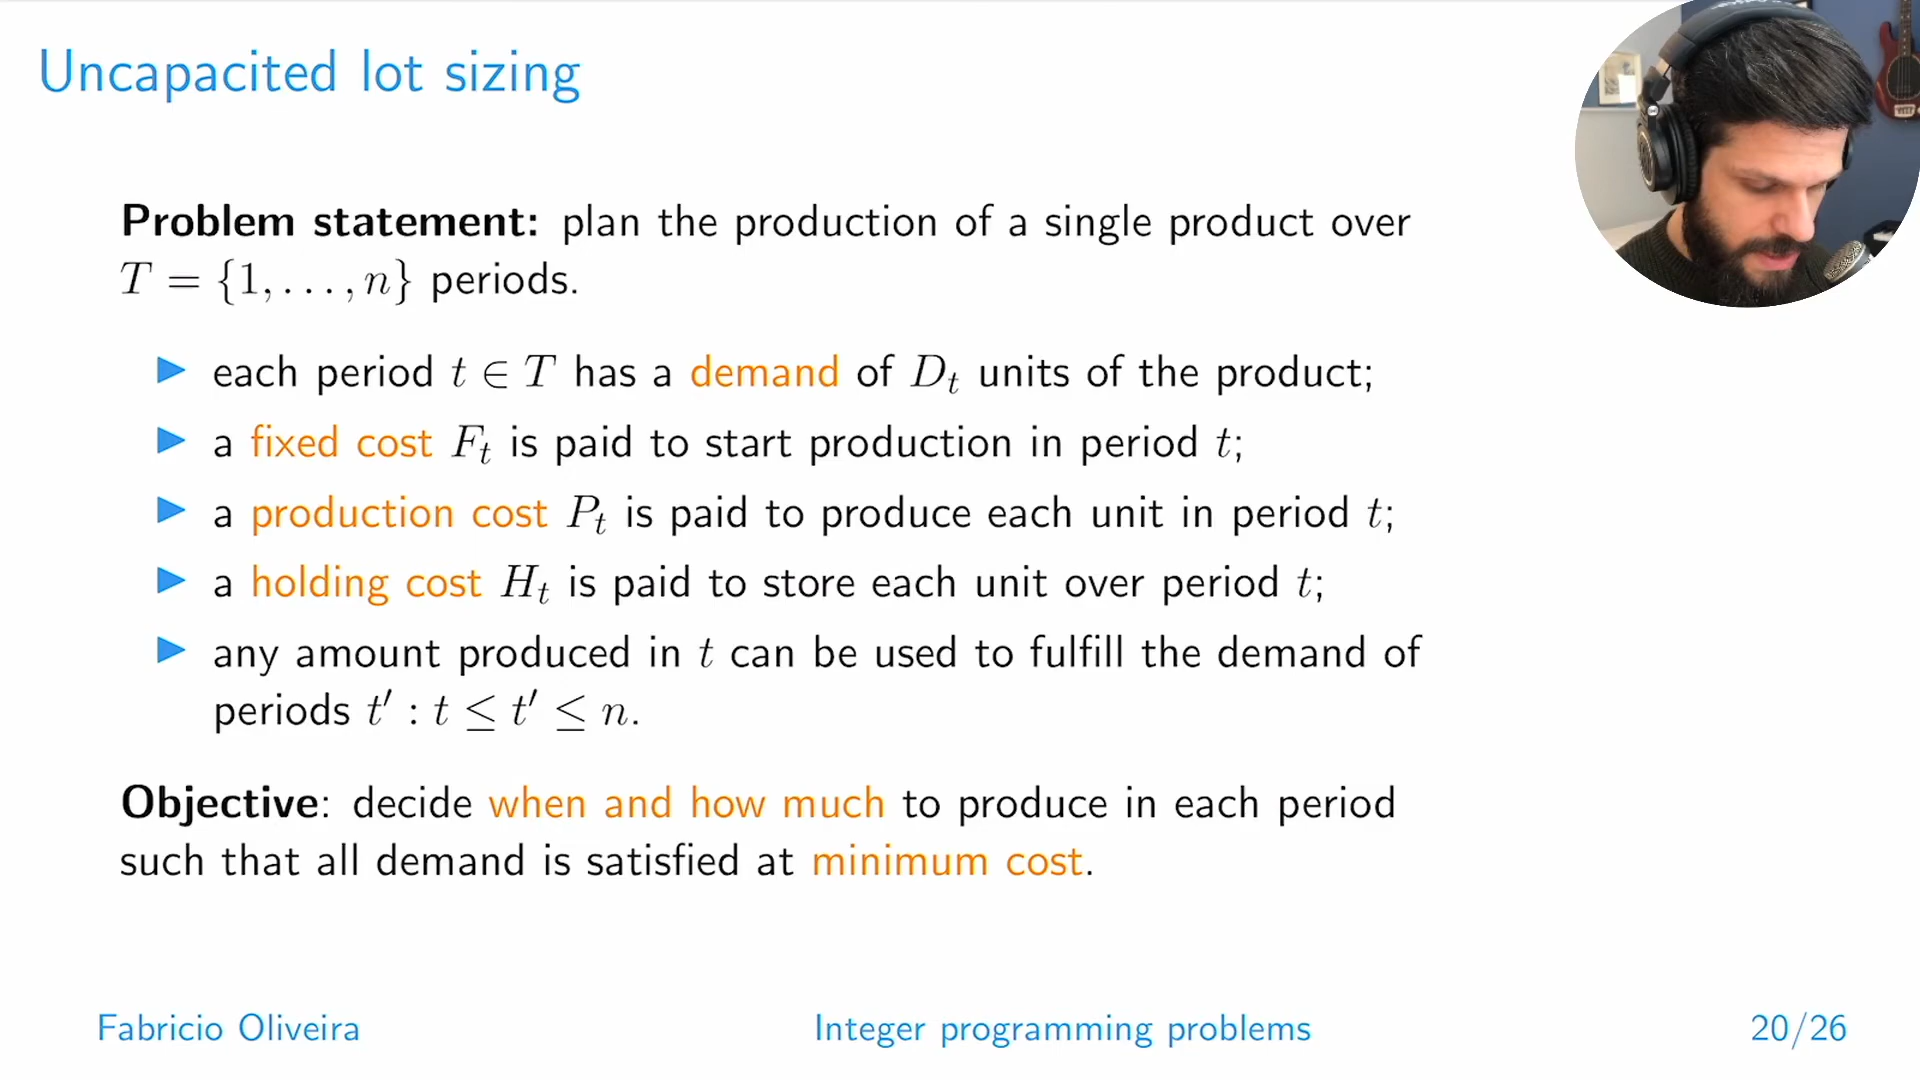 Uncapacited lot sizing
Problem statement: plan the production of a single product over
T = {1, . . . , n} periods.
▶ each period t ∈ T has a demand of Dₜ units of the product;
▶ a fixed cost Fₜ is paid to start production in period t;
▶ a production cost Pₜ is paid to produce each unit in period t;
▶ a holding cost Hₜ is paid to store each unit over period t;
▶ any amount produced in t can be used to fulfill the demand of
periods t′ : t ≤ t′ ≤ n.
Objective: decide when and how much to produce in each period
such that all demand is satisfied at minimum cost.
Fabricio Oliveira Integer programming problems 20/26